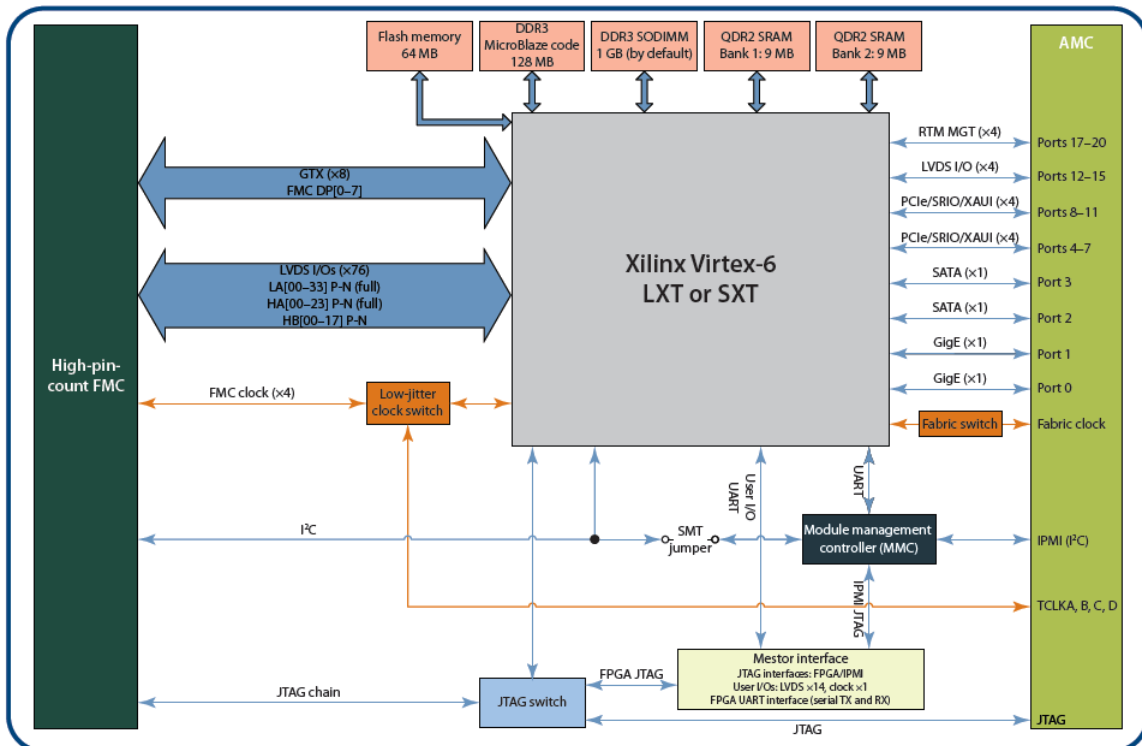 Flash memory
64 MB
DDR3
MicroBlaze code
128 MB
DDR3 SODIMM
1 GB (by default)
QDR2 SRAM
Bank 1: 9 MB
QDR2 SRAM
Bank 2: 9 MB
AMC
High-pin-
count FMC
GTX (×8)
FMC DP[0–7]
LVDS I/Os (×76)
LA[00–33] P-N (full)
HA[00–23] P-N (full)
HB[00–17] P-N
Xilinx Virtex-6
LXT or SXT
RTM MGT (×4)
Ports 17–20
LVDS I/O (×4)
Ports 12–15
PCIe/SRIO/XAUI (×4)
Ports 8–11
PCIe/SRIO/XAUI (×4)
Ports 4–7
SATA (×1)
Port 3
SATA (×1)
Port 2
GigE (×1)
Port 1
GigE (×1)
Port 0
FMC clock (×4)
Low-jitter
clock switch
Fabric switch
Fabric clock
User I/O
UART
UART
I²C
SMT
jumper
Module management
controller (MMC)
IPMI (I²C)
IPMI
JTAG
TCLKA, B, C, D
JTAG chain
JTAG switch
FPGA JTAG
Mestor interface
JTAG interfaces: FPGA/IPMI
User I/Os: LVDS ×14, clock ×1
FPGA UART interface (serial TX and RX)
JTAG
JTAG